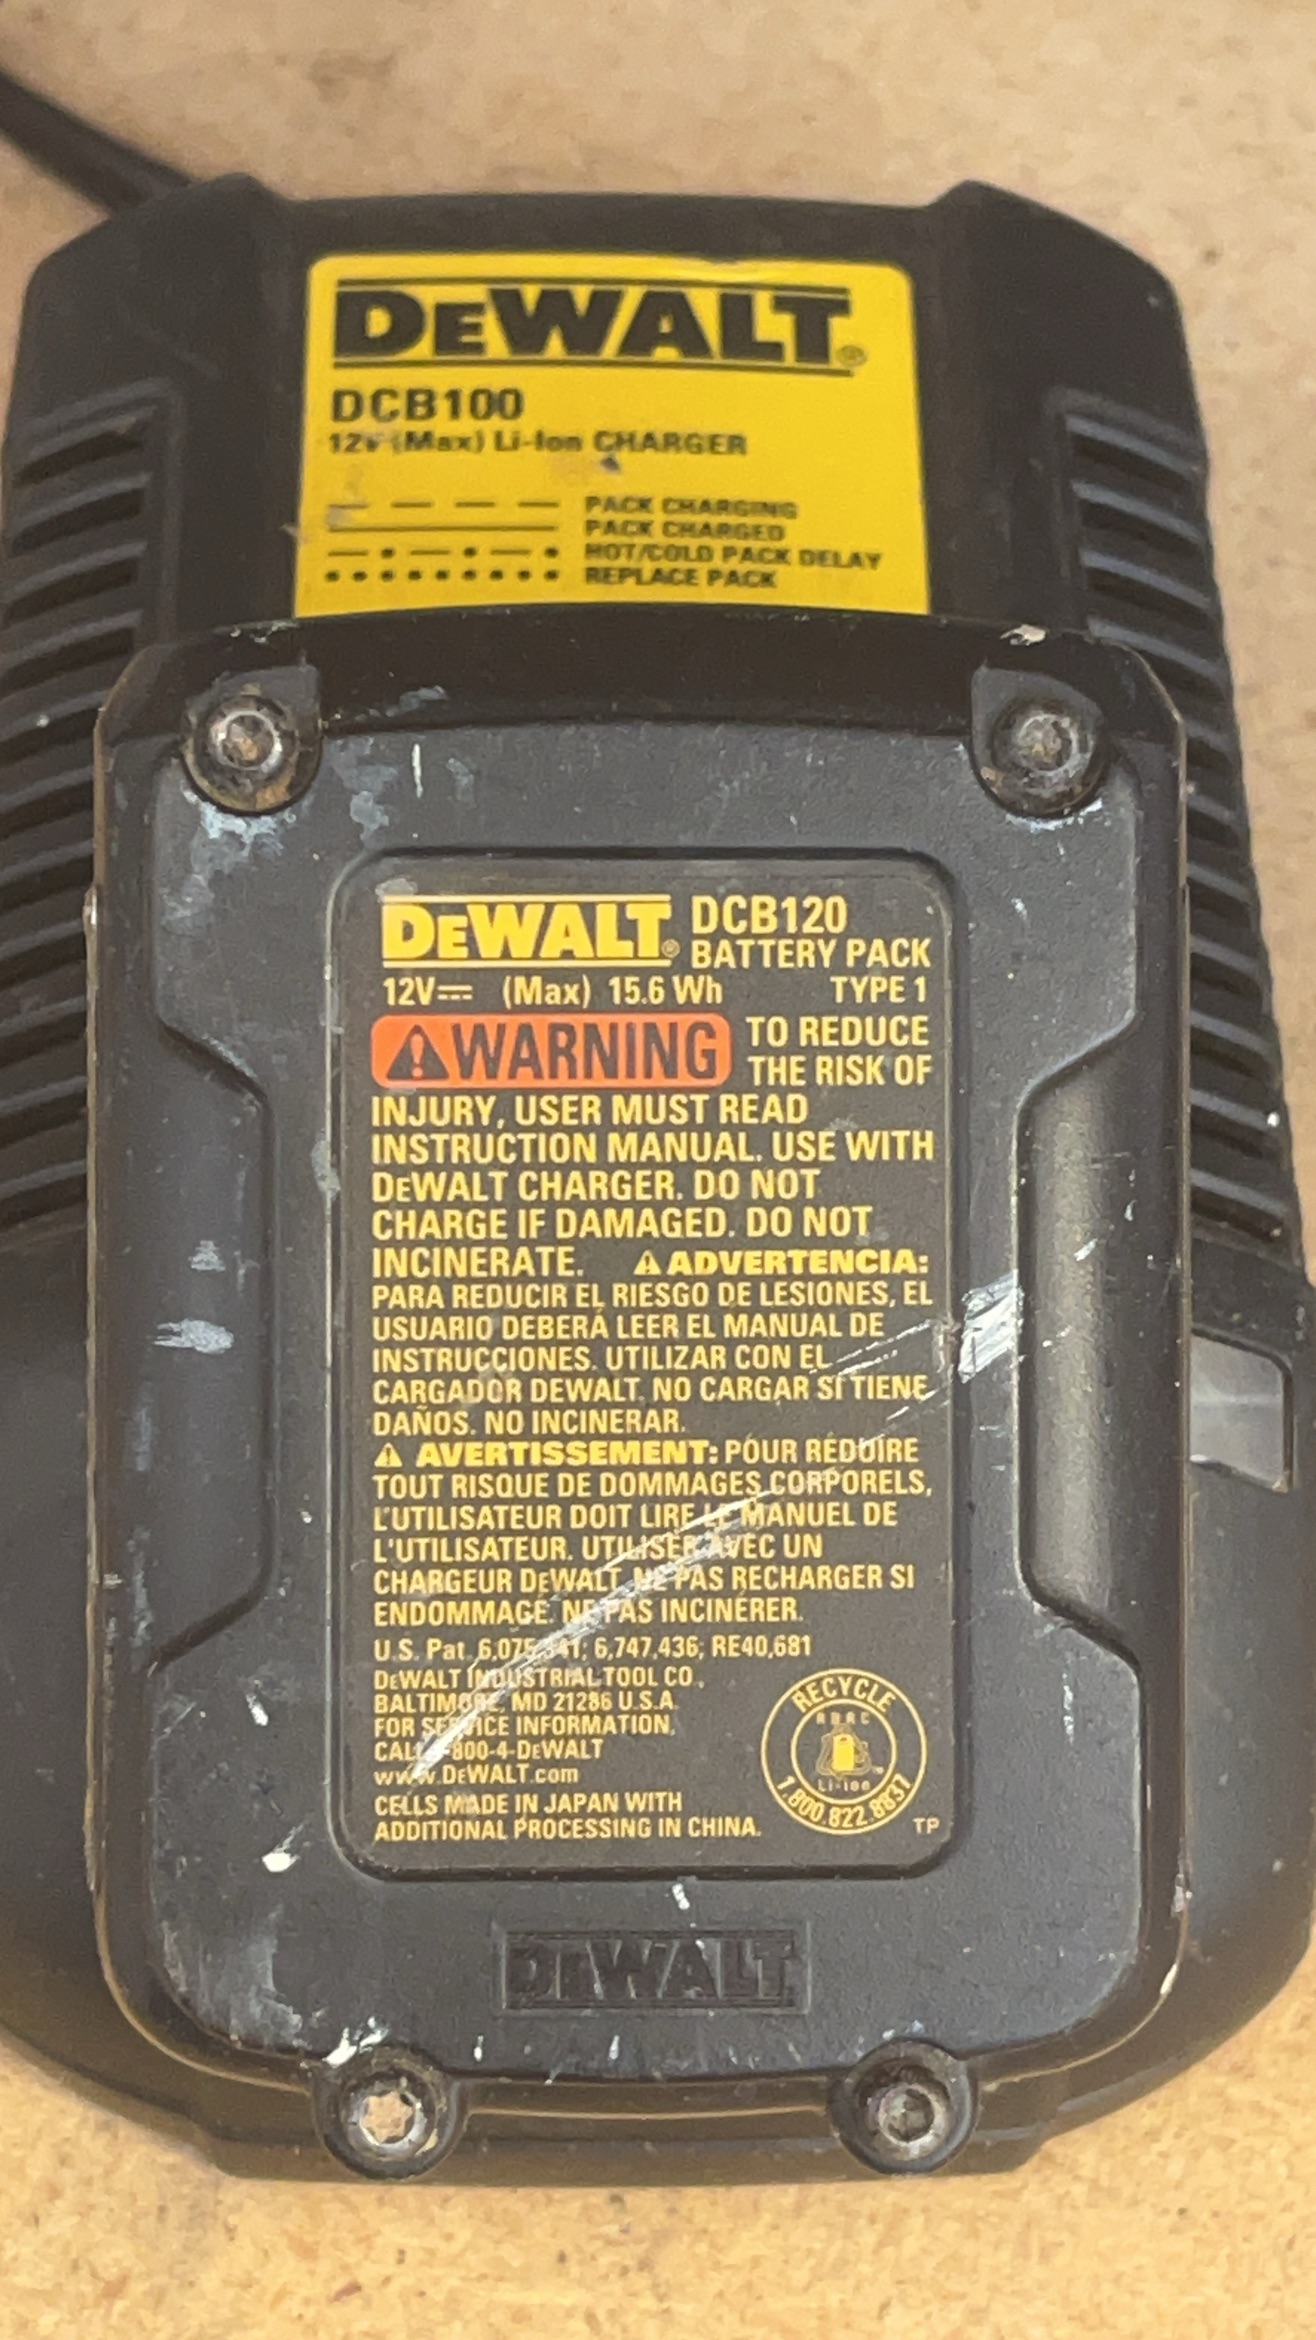 DEWALT®
DCB100
12V (Max) Li-Ion CHARGER
PACK CHARGING
PACK CHARGED
HOT/COLD PACK DELAY
REPLACE PACK
DEWALT® DCB120
BATTERY PACK
12V⎓ (Max) 15.6 Wh TYPE 1
⚠WARNING TO REDUCE
THE RISK OF
INJURY, USER MUST READ
INSTRUCTION MANUAL. USE WITH
DEWALT CHARGER. DO NOT
CHARGE IF DAMAGED. DO NOT
INCINERATE. ⚠ADVERTENCIA:
PARA REDUCIR EL RIESGO DE LESIONES, EL
USUARIO DEBERÁ LEER EL MANUAL DE
INSTRUCCIONES. UTILIZAR CON EL
CARGADOR DEWALT. NO CARGAR SI TIENE
DAÑOS. NO INCINERAR.
⚠ AVERTISSEMENT: POUR RÉDUIRE
TOUT RISQUE DE DOMMAGES CORPORELS,
L'UTILISATEUR DOIT LIRE LE MANUEL DE
L'UTILISATEUR. UTILISER AVEC UN
CHARGEUR DEWALT. NE PAS RECHARGER SI
ENDOMMAGÉ. NE PAS INCINÉRER.
U.S. Pat. 6,075,341; 6,747,436; RE40,681
DEWALT INDUSTRIAL TOOL CO.,
BALTIMORE, MD 21286 U.S.A.
FOR SERVICE INFORMATION,
CALL 1-800-4-DEWALT
www.DEWALT.com
CELLS MADE IN JAPAN WITH
ADDITIONAL PROCESSING IN CHINA.
RECYCLE
RBRC
Li-ion
1.800.822.8837
TP
DEWALT